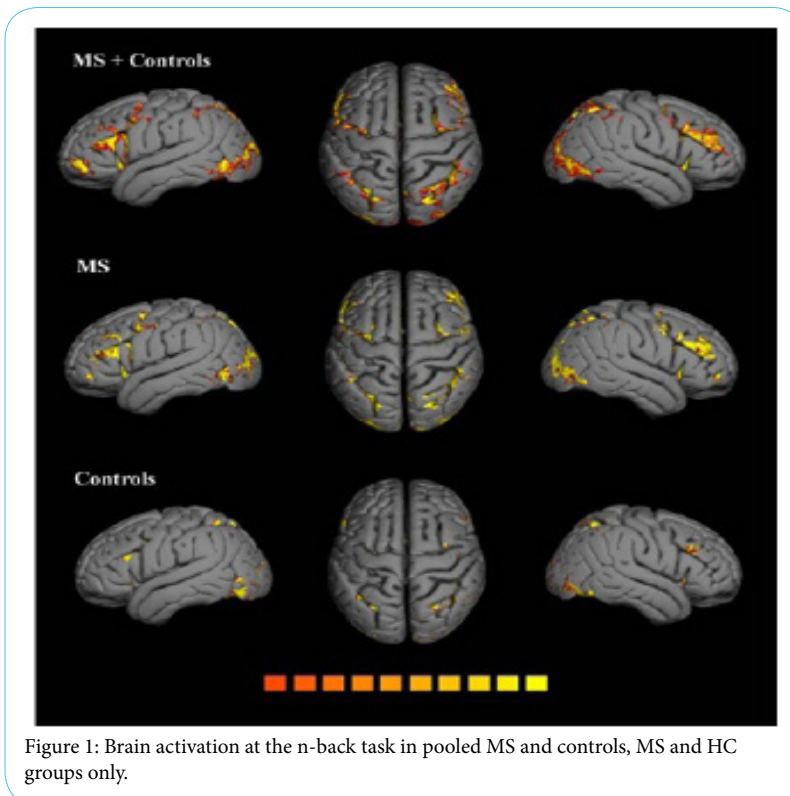 MS + Controls
MS
Controls
Figure 1: Brain activation at the n-back task in pooled MS and controls, MS and HC
groups only.